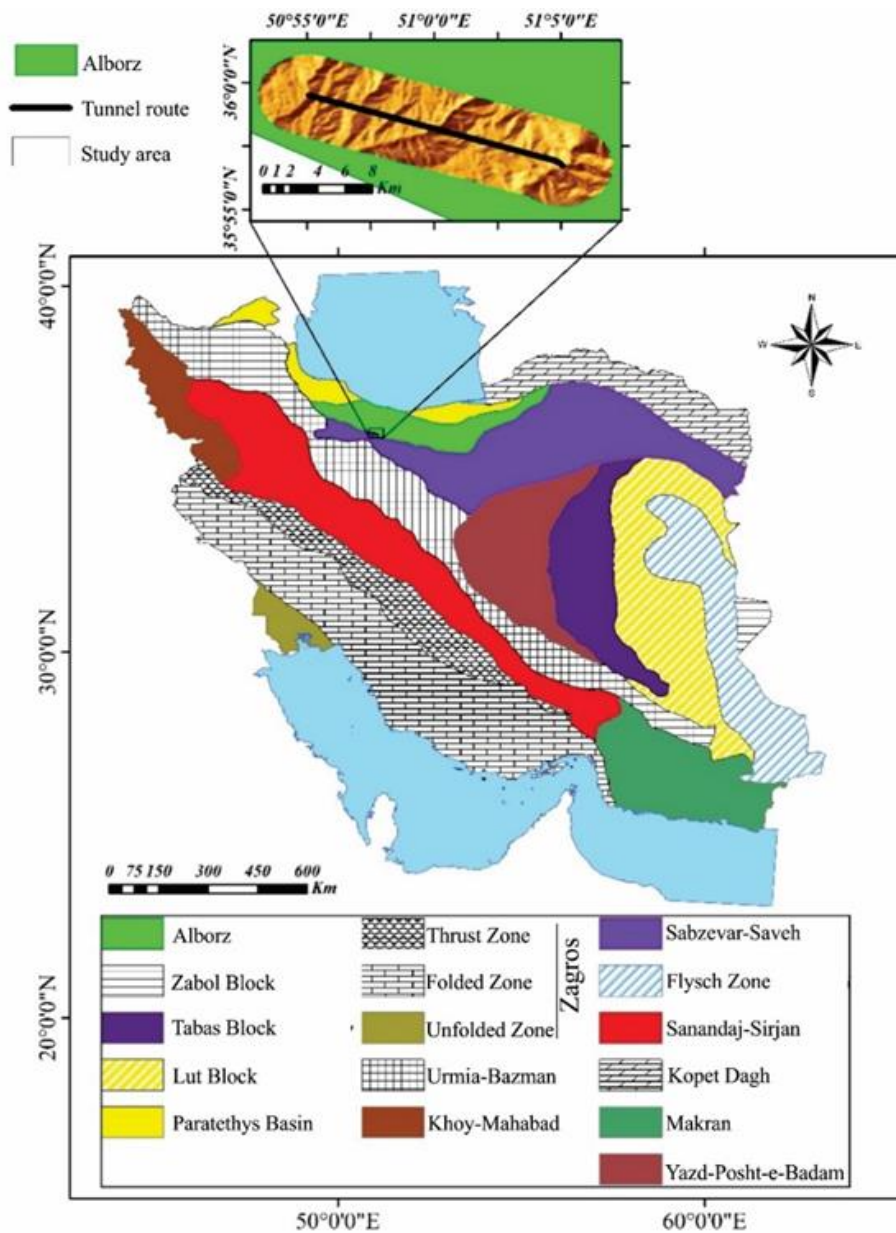 50°55'0"E 51°0'0"E 51°5'0"E
Alborz
Tunnel route
Study area
36°0'0"N
35°55'0"N
0 1 2 4 6 8
Km
40°0'0"N
30°0'0"N
20°0'0"N
N
W E
S
0 75 150 300 450 600
Km
Alborz Thrust Zone Sabzevar-Saveh
Zabol Block Folded Zone Flysch Zone
Zagros
Tabas Block Unfolded Zone Sanandaj-Sirjan
Lut Block Urmia-Bazman Kopet Dagh
Paratethys Basin Khoy-Mahabad Makran
Yazd-Posht-e-Badam
50°0'0"E 60°0'0"E